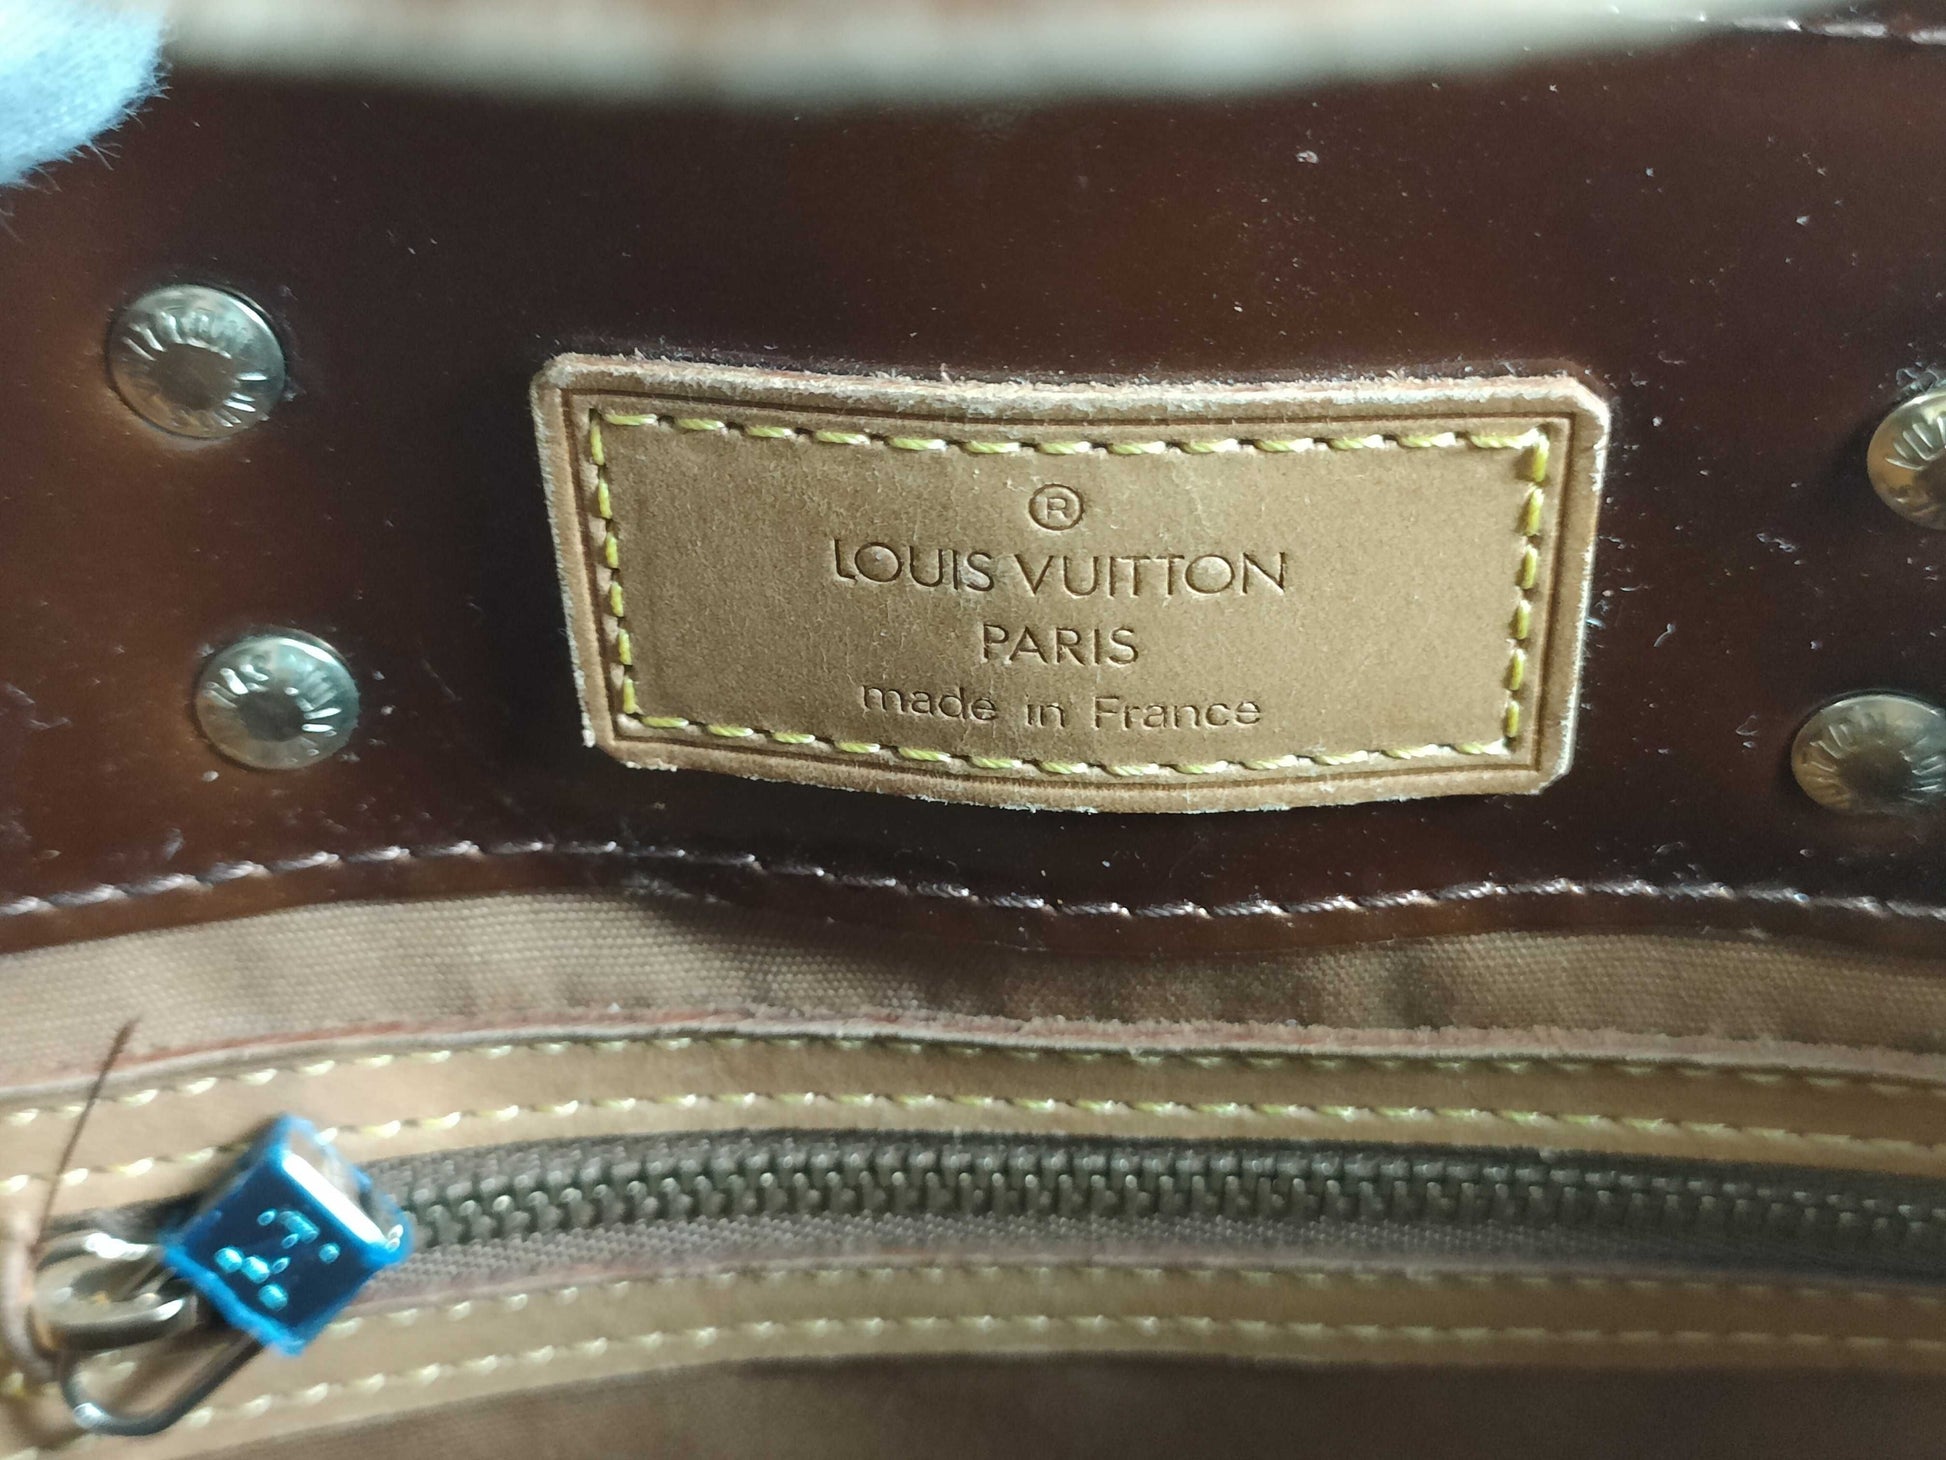 ®
LOUIS VUITTON
PARIS
made in France